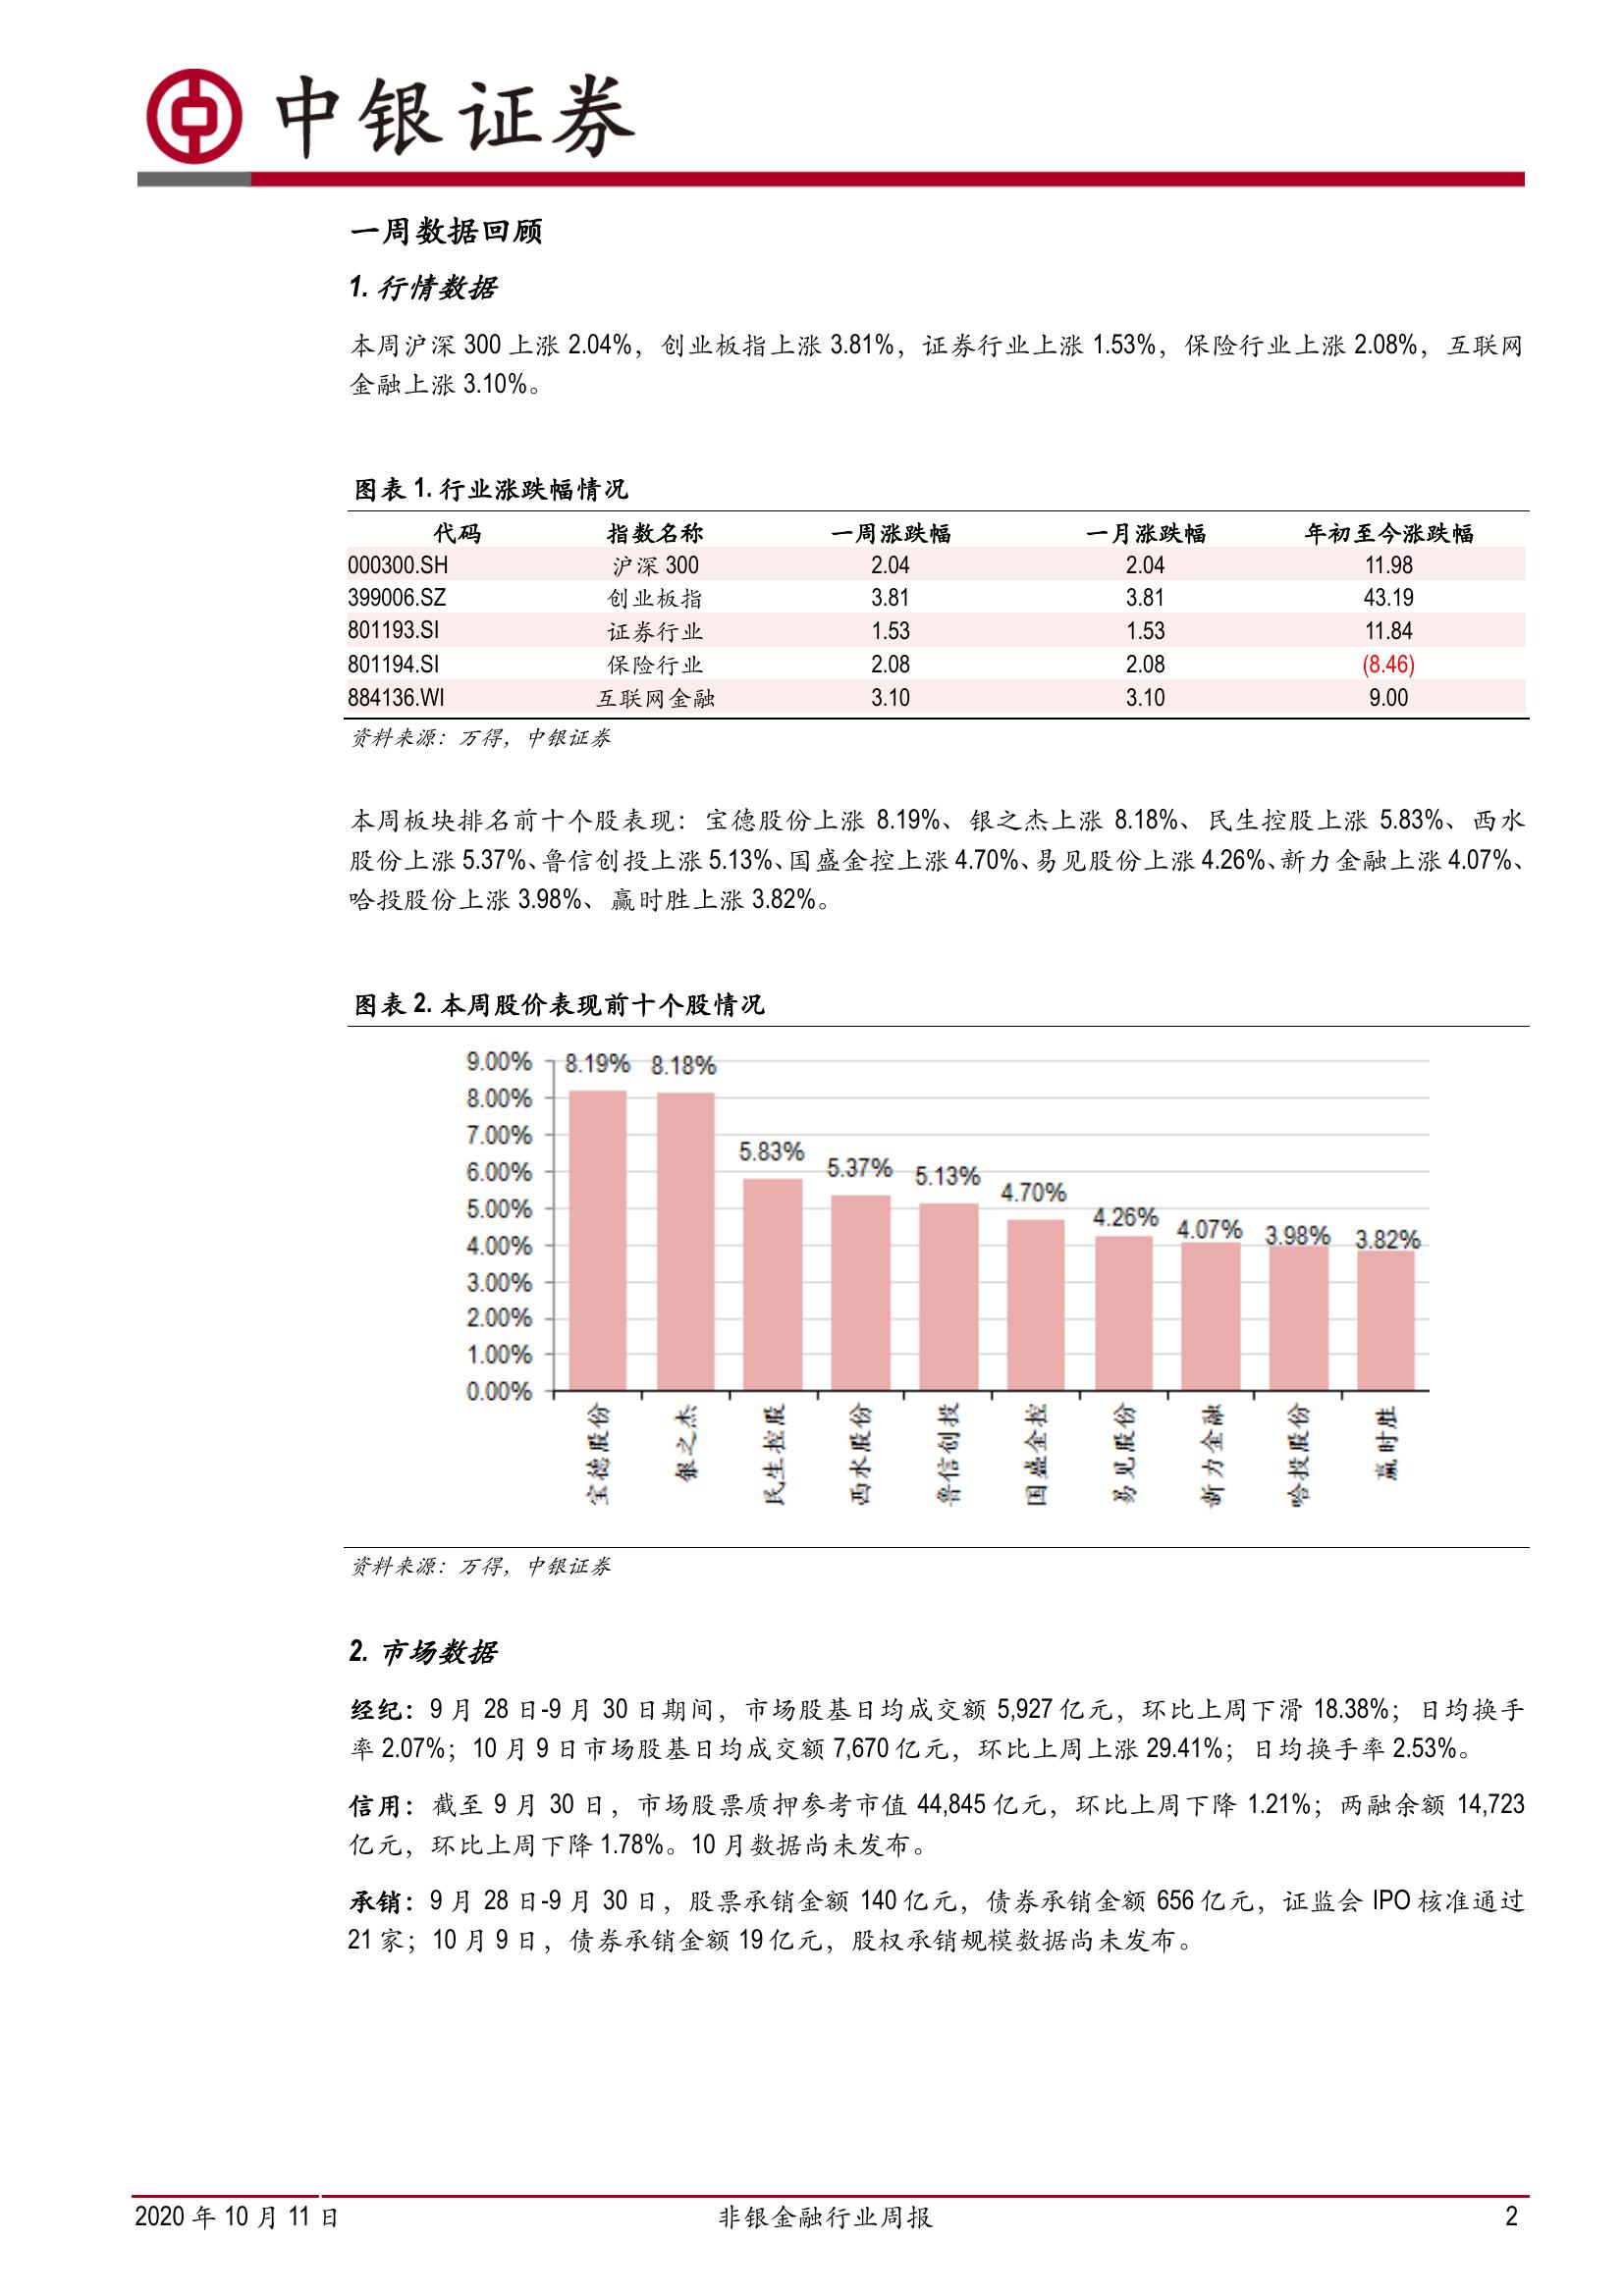 中银证券
一周数据回顾
1. 行情数据
本周沪深 300 上涨 2.04%，创业板指上涨 3.81%，证券行业上涨 1.53%，保险行业上涨 2.08%，互联网
金融上涨 3.10%。
图表 1. 行业涨跌幅情况
代码 指数名称 一周涨跌幅 一月涨跌幅 年初至今涨跌幅
000300.SH 沪深 300 2.04 2.04 11.98
399006.SZ 创业板指 3.81 3.81 43.19
801193.SI 证券行业 1.53 1.53 11.84
801194.SI 保险行业 2.08 2.08 (8.46)
884136.WI 互联网金融 3.10 3.10 9.00
资料来源：万得，中银证券
本周板块排名前十个股表现：宝德股份上涨 8.19%、银之杰上涨 8.18%、民生控股上涨 5.83%、西水
股份上涨 5.37%、鲁信创投上涨 5.13%、国盛金控上涨 4.70%、易见股份上涨 4.26%、新力金融上涨 4.07%、
哈投股份上涨 3.98%、赢时胜上涨 3.82%。
图表 2. 本周股价表现前十个股情况
9.00%
8.00%
7.00%
6.00%
5.00%
4.00%
3.00%
2.00%
1.00%
0.00%
8.19%
8.18%
5.83%
5.37%
5.13%
4.70%
4.26%
4.07%
3.98%
3.82%
宝德股份
银之杰
民生控股
西水股份
鲁信创投
国盛金控
易见股份
新力金融
哈投股份
赢时胜
资料来源：万得，中银证券
2. 市场数据
经纪：9 月 28 日-9 月 30 日期间，市场股基日均成交额 5,927 亿元，环比上周下滑 18.38%；日均换手
率 2.07%；10 月 9 日市场股基日均成交额 7,670 亿元，环比上周上涨 29.41%；日均换手率 2.53%。
信用：截至 9 月 30 日，市场股票质押参考市值 44,845 亿元，环比上周下降 1.21%；两融余额 14,723
亿元，环比上周下降 1.78%。10 月数据尚未发布。
承销：9 月 28 日-9 月 30 日，股票承销金额 140 亿元，债券承销金额 656 亿元，证监会 IPO 核准通过
21 家；10 月 9 日，债券承销金额 19 亿元，股权承销规模数据尚未发布。
2020 年 10 月 11 日 非银金融行业周报 2